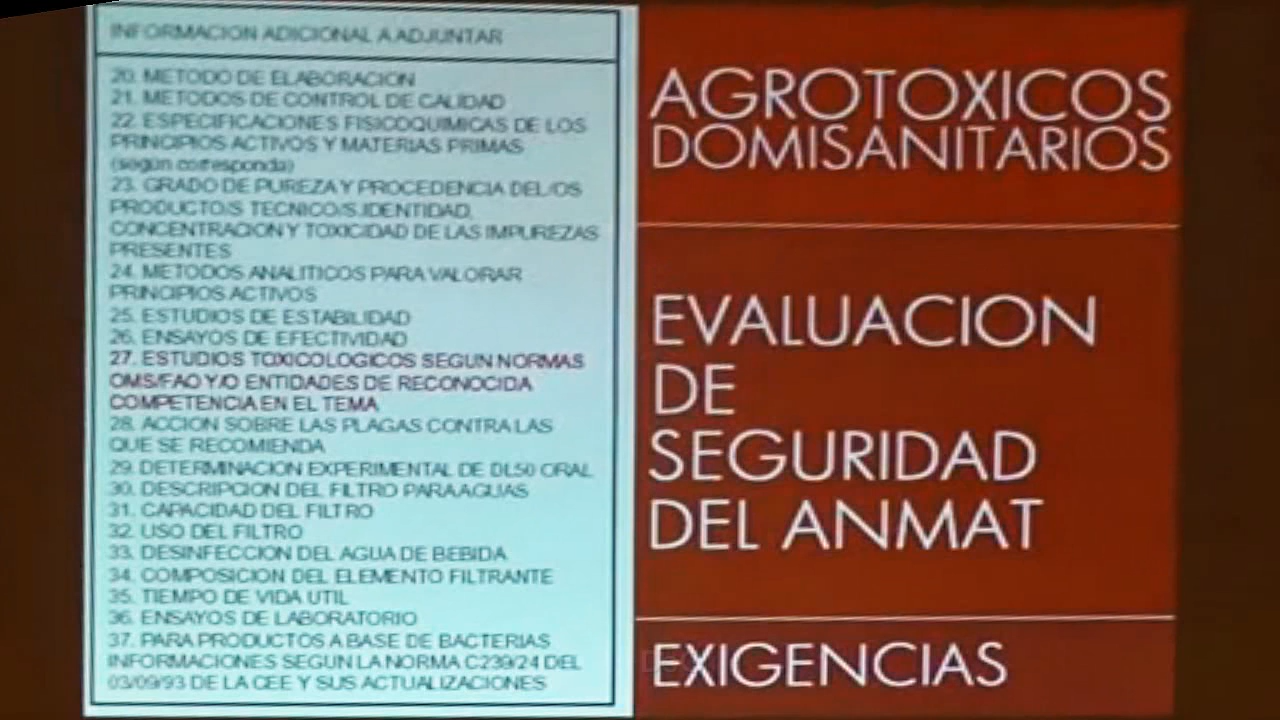 INFORMACION ADICIONAL A ADJUNTAR
20. METODO DE ELABORACION
21. METODOS DE CONTROL DE CALIDAD
22. ESPECIFICACIONES FISICOQUIMICAS DE LOS
PRINCIPIOS ACTIVOS Y MATERIAS PRIMAS
(según corresponda)
23. GRADO DE PUREZA Y PROCEDENCIA DEL/OS
PRODUCTO/S TECNICO/S.IDENTIDAD,
CONCENTRACION Y TOXICIDAD DE LAS IMPUREZAS
PRESENTES
24. METODOS ANALITICOS PARA VALORAR
PRINCIPIOS ACTIVOS
25. ESTUDIOS DE ESTABILIDAD
26. ENSAYOS DE EFECTIVIDAD
27. ESTUDIOS TOXICOLOGICOS SEGUN NORMAS
OMS/FAO Y/O ENTIDADES DE RECONOCIDA
COMPETENCIA EN EL TEMA
28. ACCION SOBRE LAS PLAGAS CONTRA LAS
QUE SE RECOMIENDA
29. DETERMINACION EXPERIMENTAL DE DL50 ORAL
30. DESCRIPCION DEL FILTRO PARA AGUAS
31. CAPACIDAD DEL FILTRO
32. USO DEL FILTRO
33. DESINFECCION DEL AGUA DE BEBIDA
34. COMPOSICION DEL ELEMENTO FILTRANTE
35. TIEMPO DE VIDA UTIL
36. ENSAYOS DE LABORATORIO
37. PARA PRODUCTOS A BASE DE BACTERIAS
INFORMACIONES SEGUN LA NORMA C239/24 DEL
03/09/93 DE LA CEE Y SUS ACTUALIZACIONES
AGROTOXICOS
DOMISANITARIOS
EVALUACION
DE
SEGURIDAD
DEL ANMAT
EXIGENCIAS